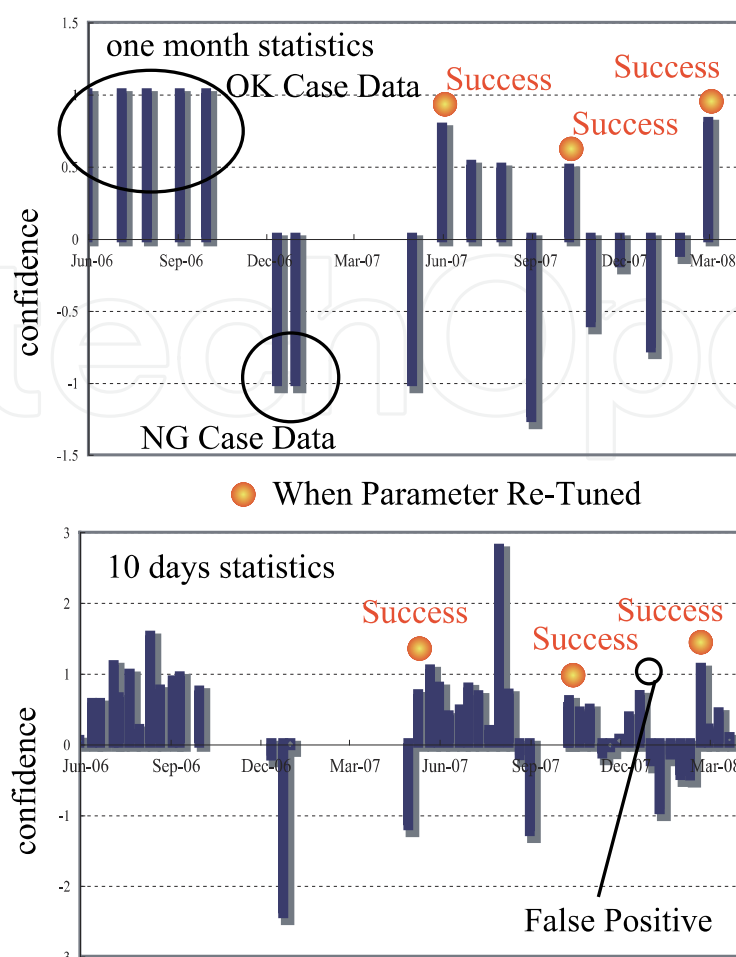 1.5
one month statistics
OK Case Data
Success
Success
Success
1
0.5
0
Jun-06 Sep-06 Dec-06 Mar-07 Jun-07 Sep-07 Dec-07 Mar-08
confidence
-0.5
-1
NG Case Data
-1.5
When Parameter Re-Tuned
3
10 days statistics
2
Success
Success
Success
1
0
Jun-06 Sep-06 Dec-06 Mar-07 Jun-07 Sep-07 Dec-07 Mar-08
confidence
-1
-2
False Positive
-3